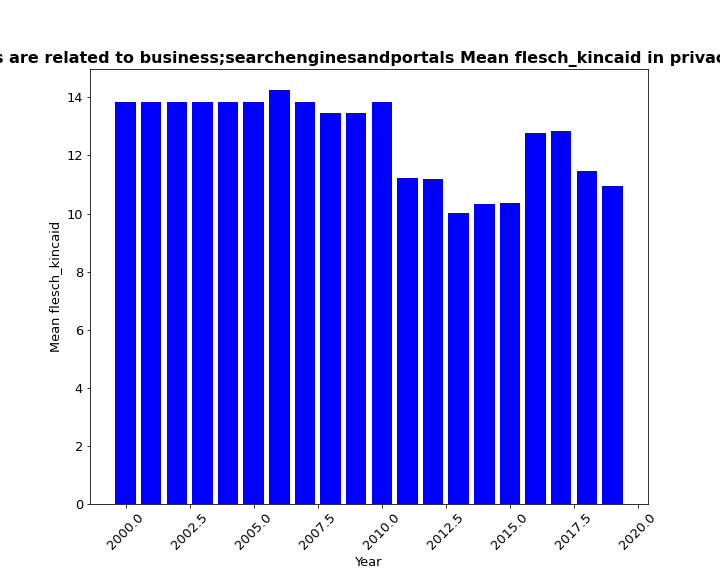 s are related to business;searchenginesandportals Mean flesch_kincaid in privac
14
12
10
8
6
4
2
0
Mean flesch_kincaid
2000.0 2002.5 2005.0 2007.5 2010.0 2012.5 2015.0 2017.5 2020.0
Year